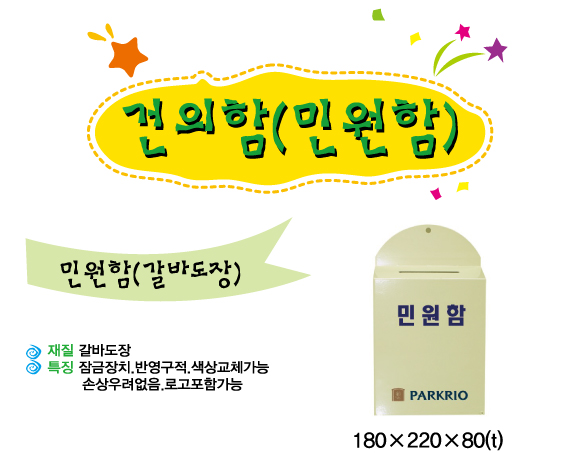 건의함(민원함)
민원함(갈바도장)
민원함
PARKRIO
재질 갈바도장
특징 잠금장치.반영구적.색상교체가능
손상우려없음.로고포함가능
180×220×80(t)